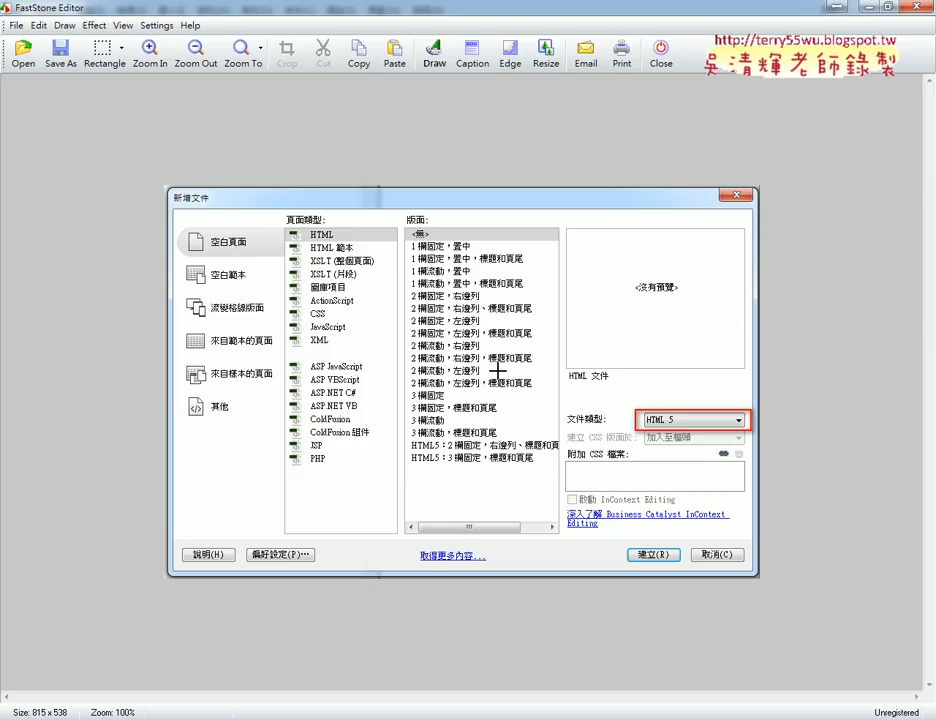 FastStone Editor
File Edit Draw Effect View Settings Help
http://terry55wu.blogspot.tw
吳清輝老師錄製
Open Save As Rectangle Zoom In Zoom Out Zoom To Crop Cut Copy Paste Draw Caption Edge Resize Email Print Close
新增文件
頁面類型:
版面:
空白頁面
空白範本
流變格線版面
來自範本的頁面
來自樣本的頁面
其他
HTML
HTML 範本
XSLT (整個頁面)
XSLT (片段)
圖庫項目
ActionScript
CSS
JavaScript
XML
ASP JavaScript
ASP VBScript
ASP.NET C#
ASP.NET VB
ColdFusion
ColdFusion 組件
JSP
PHP
<無>
1 欄固定，置中
1 欄固定，置中，標題和頁尾
1 欄流動，置中
1 欄流動，置中，標題和頁尾
2 欄固定，右邊列
2 欄固定，右邊列、標題和頁尾
2 欄固定，左邊列
2 欄固定，左邊列，標題和頁尾
2 欄流動，右邊列
2 欄流動，右邊列，標題和頁尾
2 欄流動，左邊列
2 欄流動，左邊列，標題和頁尾
3 欄固定
3 欄固定，標題和頁尾
3 欄流動
3 欄流動，標題和頁尾
HTML5：2 欄固定，右邊列、標題和頁
HTML5：3 欄固定，標題和頁尾
<沒有預覽>
HTML 文件
文件類型:
HTML 5
建立 CSS 版面於:
加入至檔頭
附加 CSS 檔案:
啟動 InContext Editing
深入了解 Business Catalyst InContext
Editing
說明(H)
偏好設定(P)…
取得更多內容...
建立(R)
取消(C)
Size: 815 x 538
Zoom: 100%
Unregistered